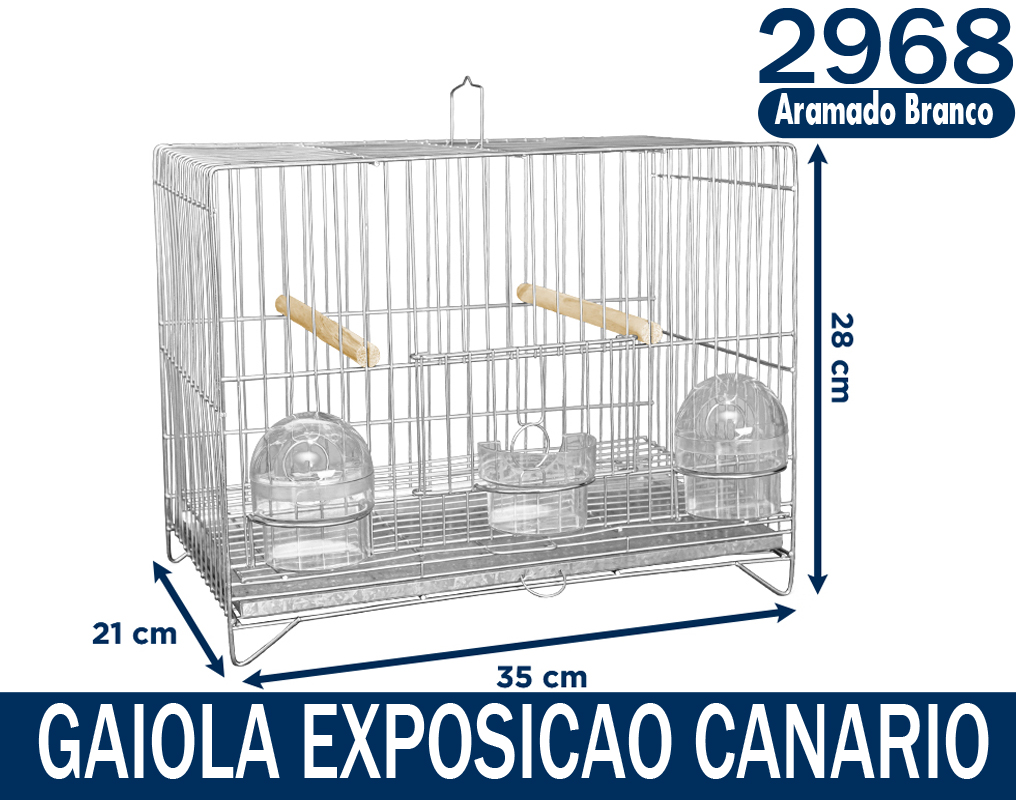 2968
Aramado Branco
28 cm
21 cm
35 cm
GAIOLA EXPOSICAO CANARIO